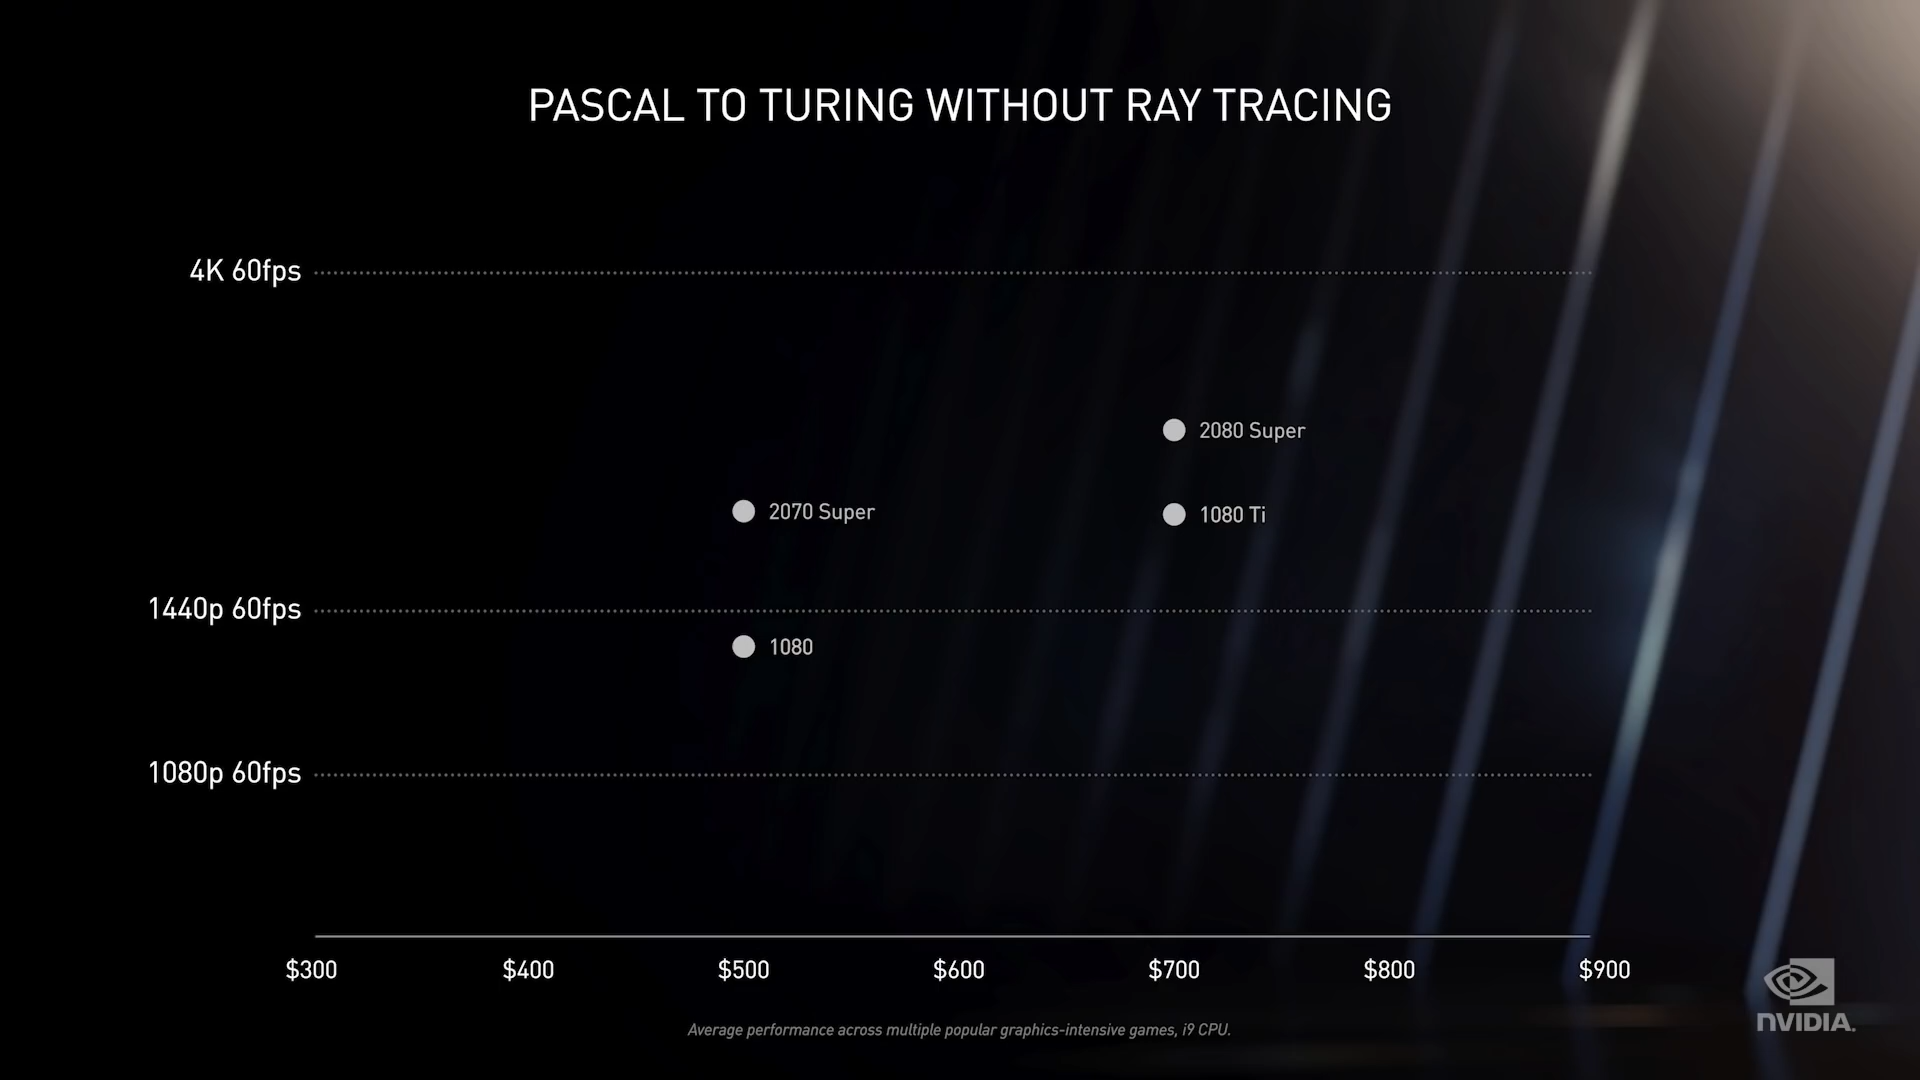 PASCAL TO TURING WITHOUT RAY TRACING
4K 60fps
2080 Super
2070 Super
1080 Ti
1440p 60fps
1080
1080p 60fps
$300 $400 $500 $600 $700 $800 $900
Average performance across multiple popular graphics-intensive games, i9 CPU.
NVIDIA.